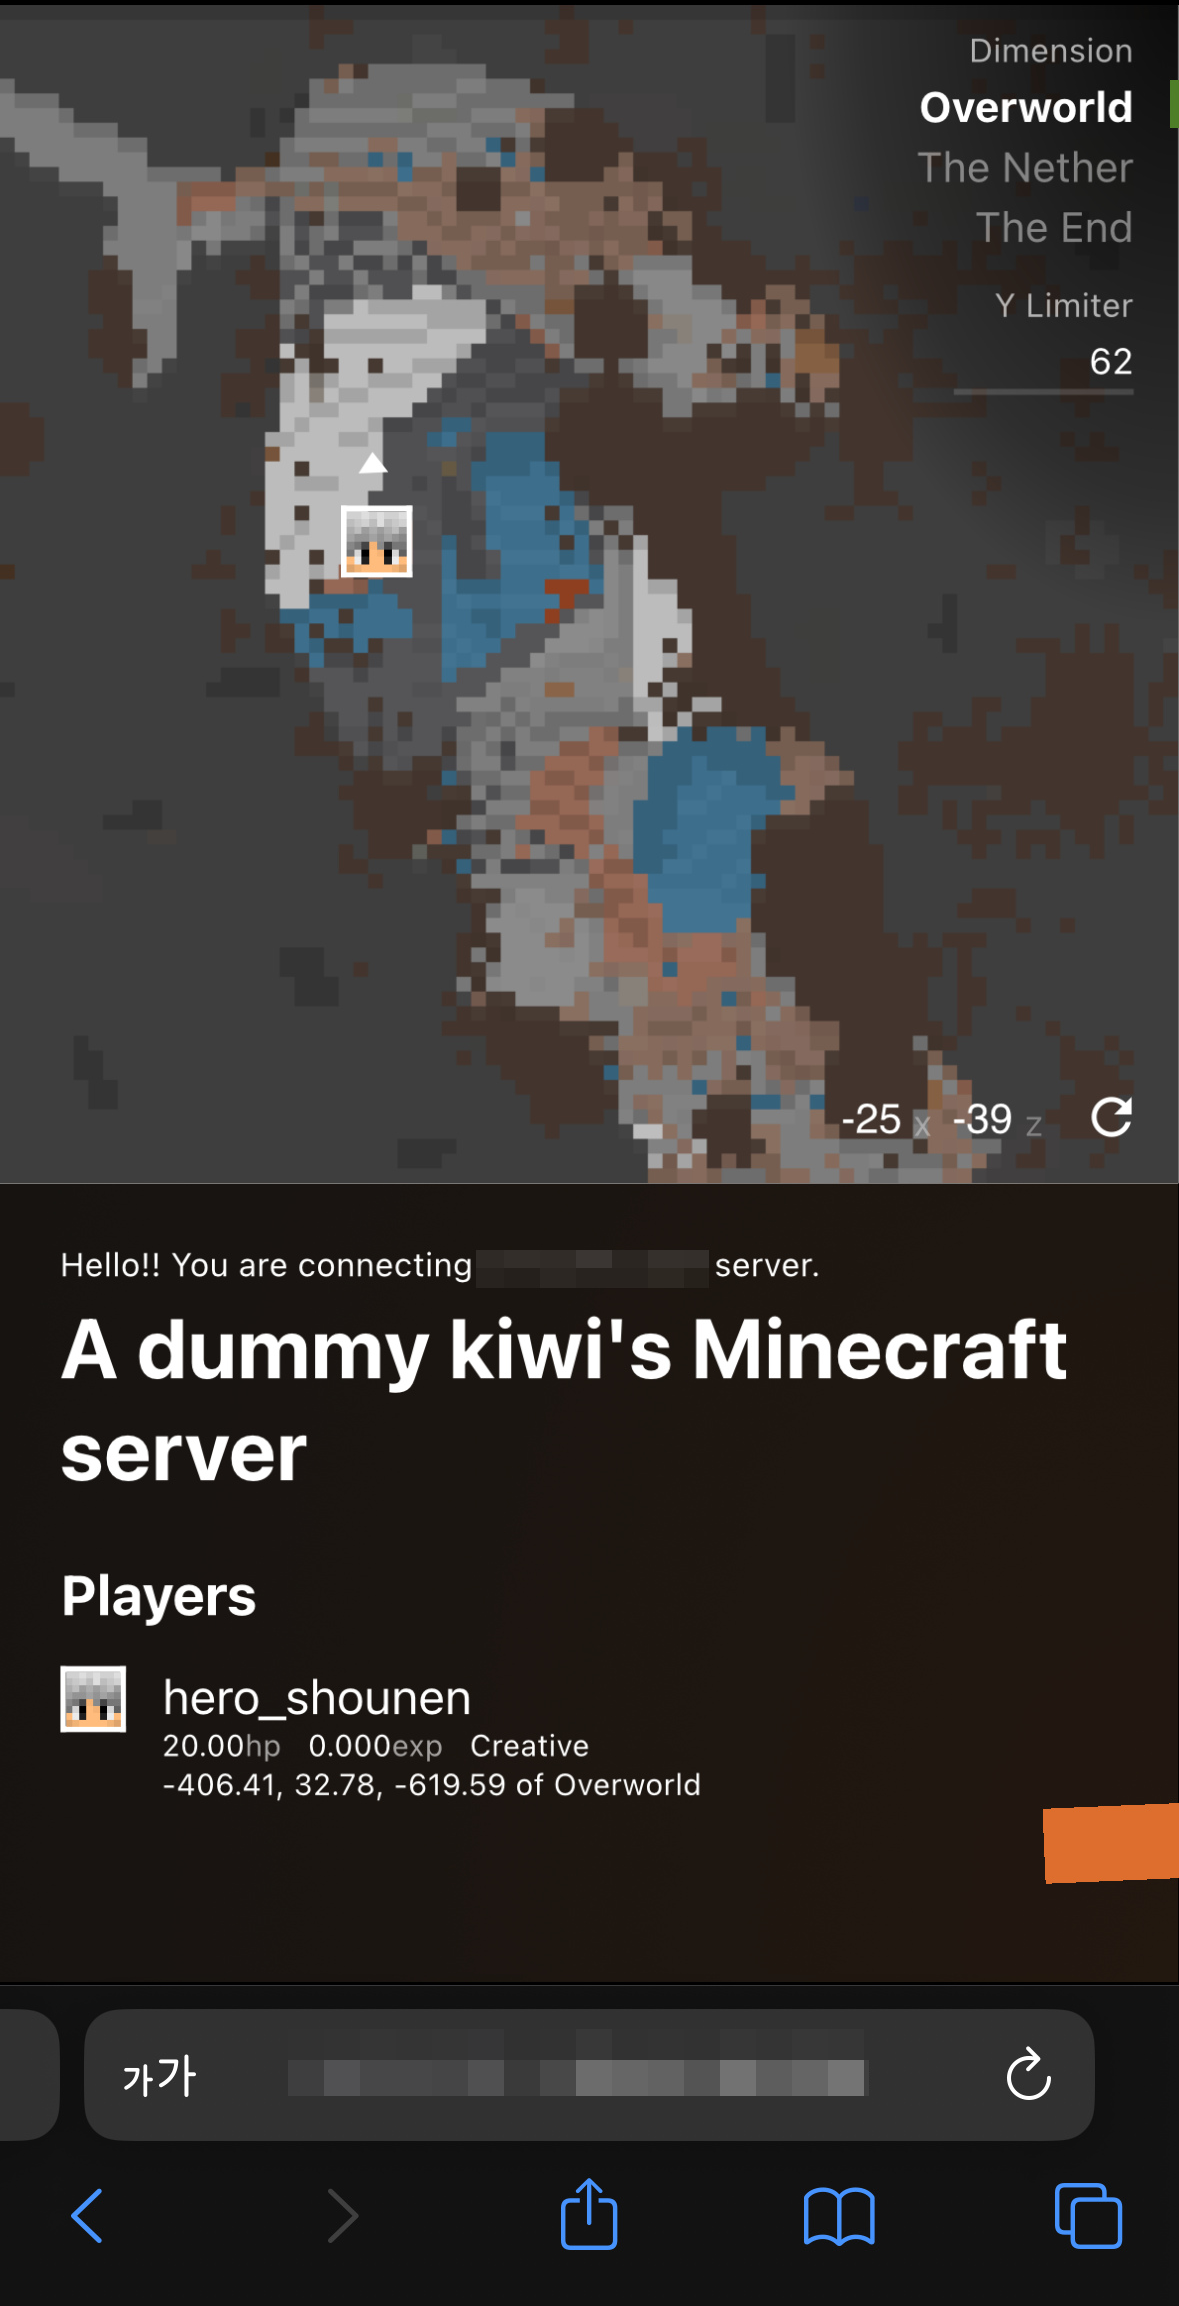 Dimension
Overworld
The Nether
The End
Y Limiter
62
-25 x -39 z
Hello!! You are connecting server.
A dummy kiwi's Minecraft
server
Players
hero_shounen
20.00hp 0.000exp Creative
-406.41, 32.78, -619.59 of Overworld
가가